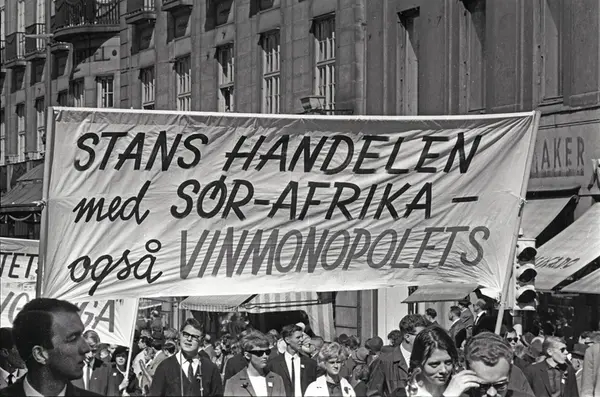 STANS HANDELEN
med SØR-AFRIKA -
også VINMONOPOLETS